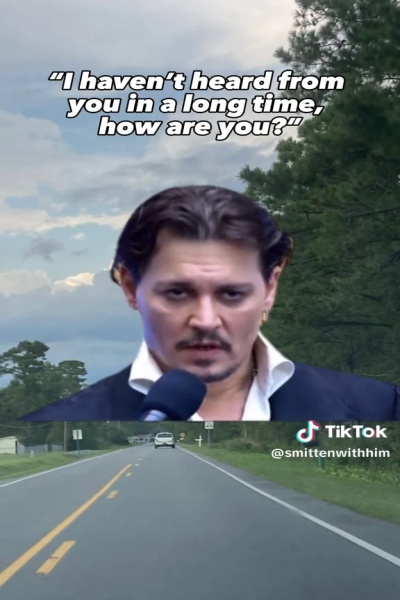 “I haven’t heard from
you in a long time,
how are you?”
TikTok
@smittenwithhim